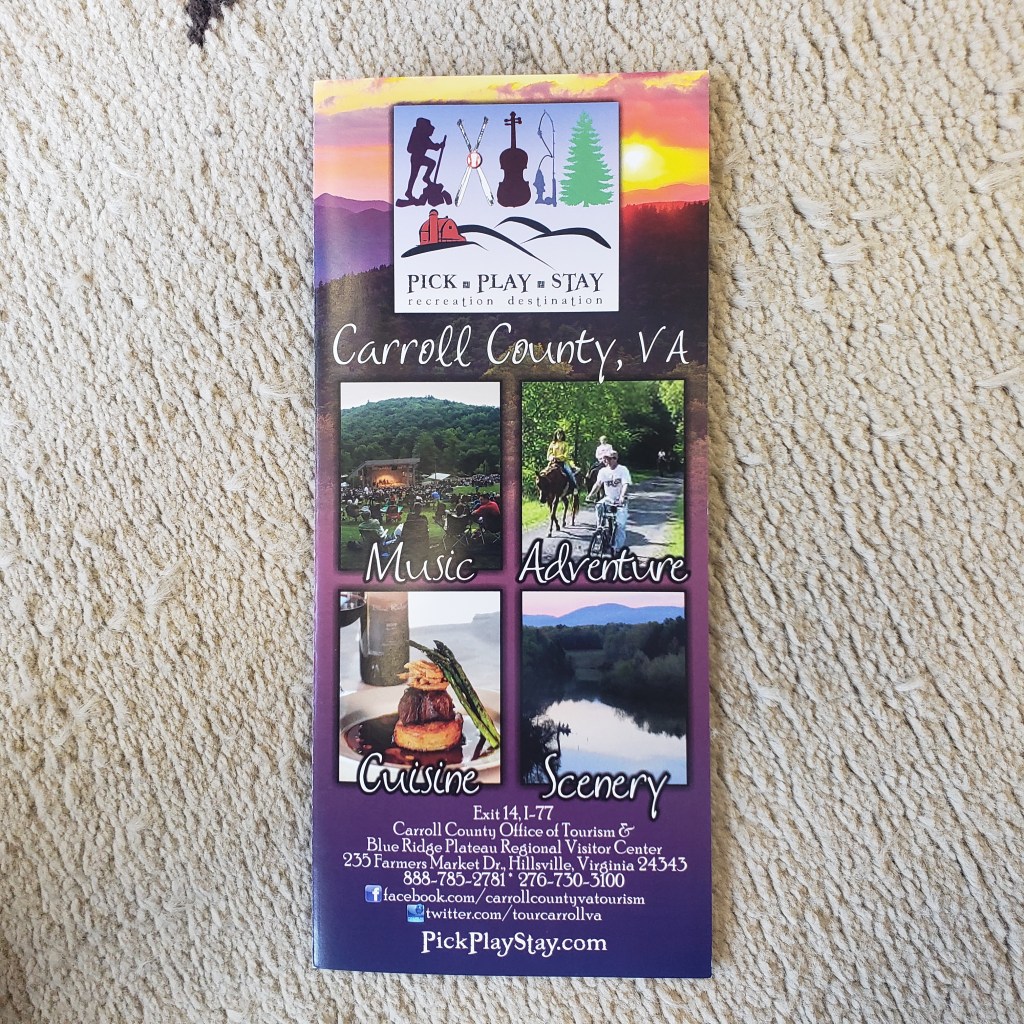 PICK PLAY STAY
recreation destination
Carroll County, VA
Music
Adventure
Cuisine
Scenery
Exit 14, I-77
Carroll County Office of Tourism &
Blue Ridge Plateau Regional Visitor Center
235 Farmers Market Dr., Hillsville, Virginia 24343
888-785-2781 * 276-730-3100
facebook.com/carrollcountyvatourism
twitter.com/tourcarrollva
PickPlayStay.com